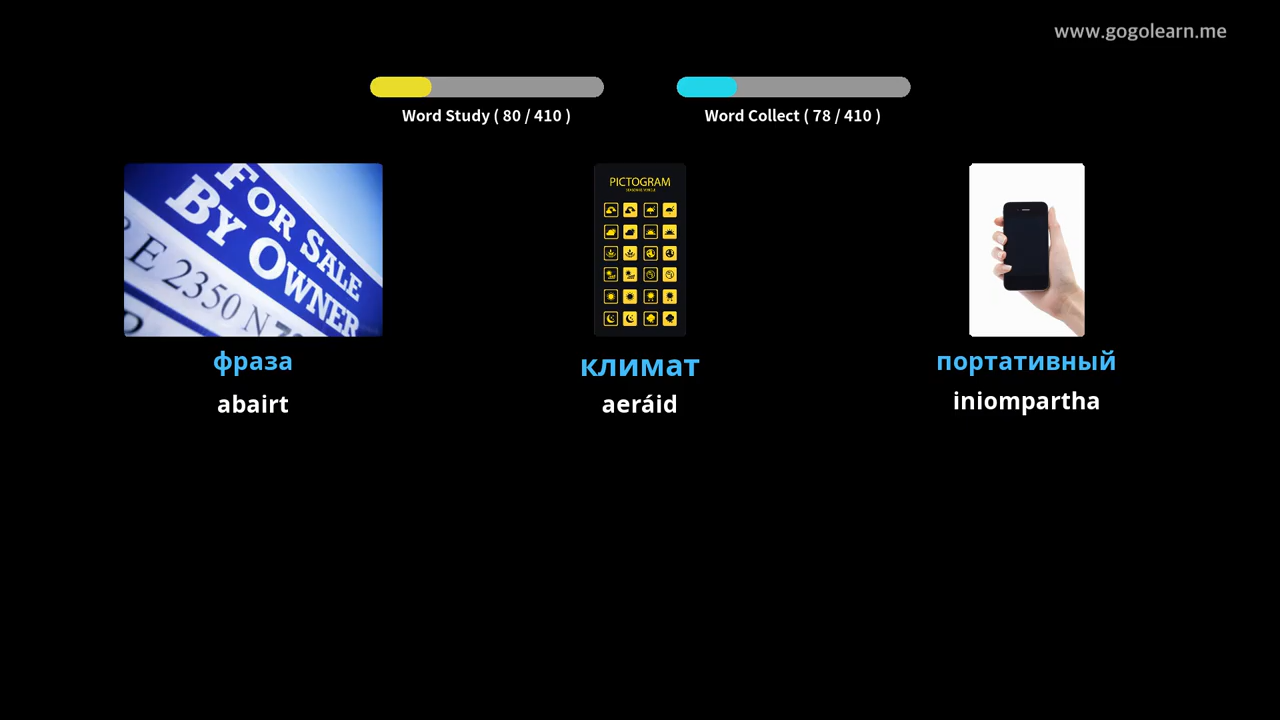 www.gogolearn.me
Word Study ( 80 / 410 )
Word Collect ( 78 / 410 )
FOR SALE
BY OWNER
E 2350 N
PICTOGRAM
фраза
климат
портативный
abairt
aeráid
iniompartha